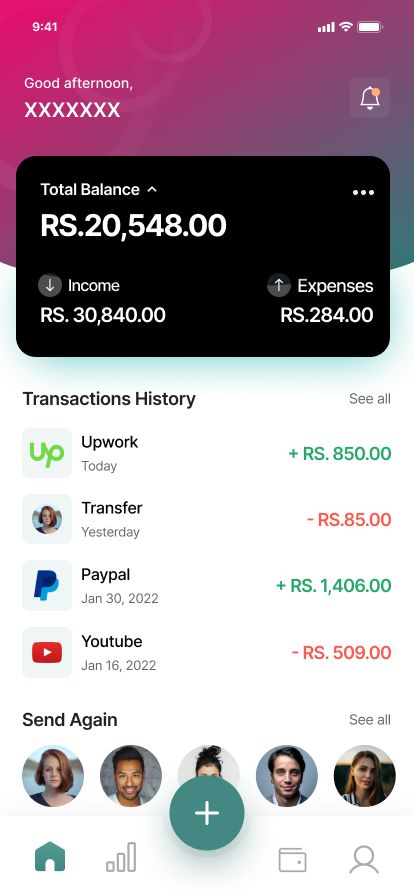 9:41
Good afternoon,
XXXXXXX
Total Balance
RS.20,548.00
Income
Expenses
RS. 30,840.00
RS.284.00
Transactions History
See all
Upwork
Today
+ RS. 850.00
Transfer
Yesterday
- RS.85.00
Paypal
Jan 30, 2022
+ RS. 1,406.00
Youtube
Jan 16, 2022
- RS. 509.00
Send Again
See all